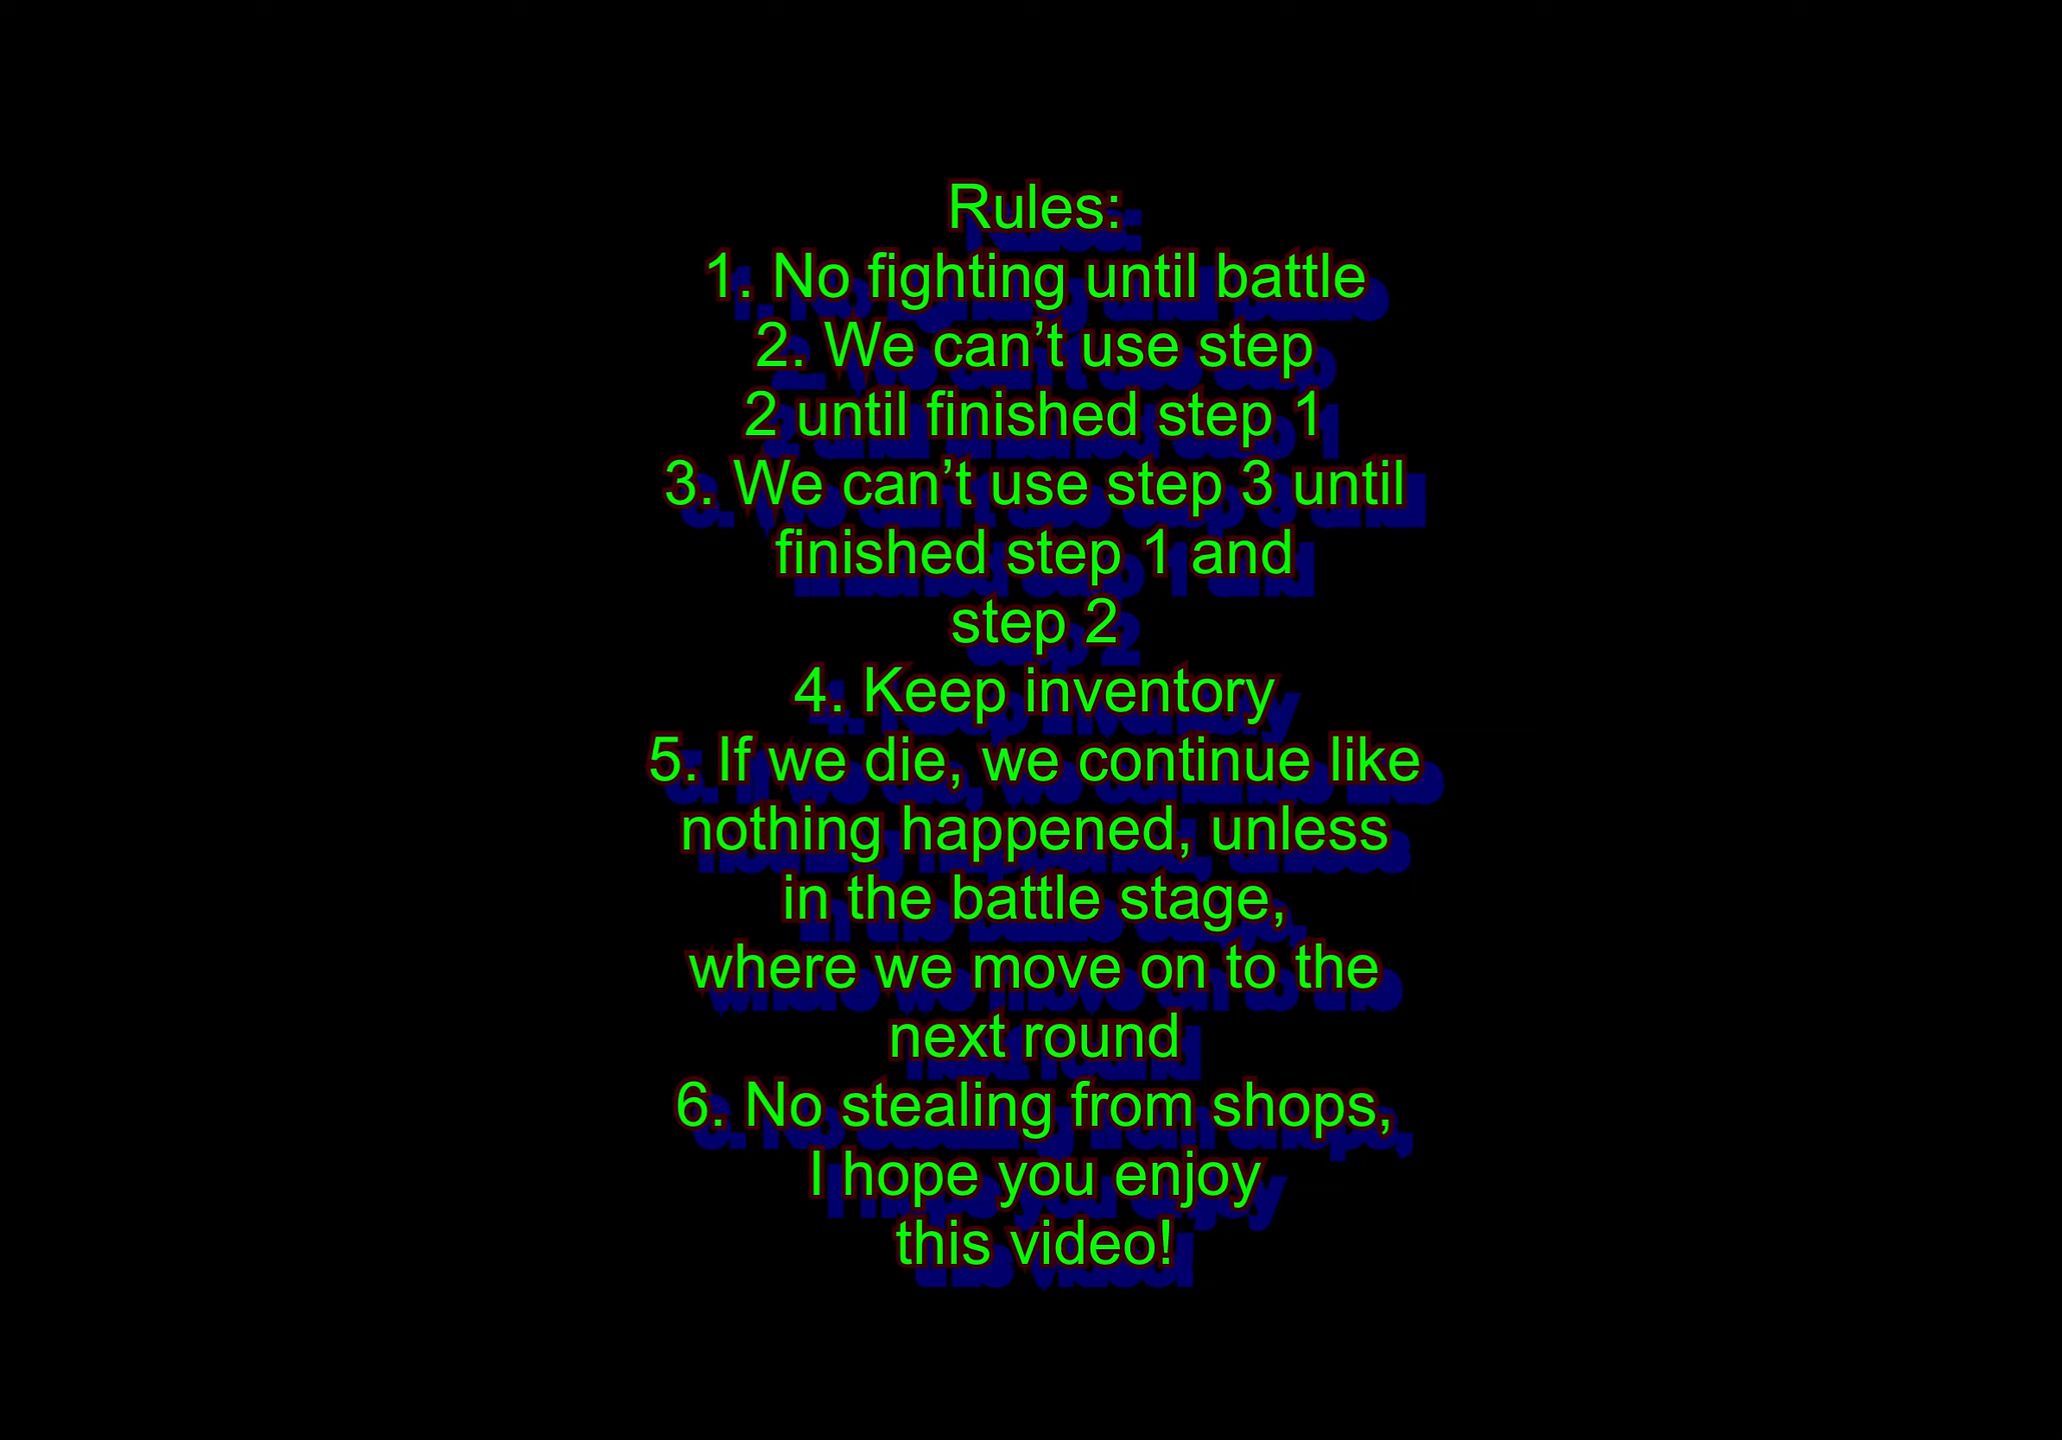 Rules:
1. No fighting until battle
2. We can’t use step
2 until finished step 1
3. We can’t use step 3 until
finished step 1 and
step 2
4. Keep inventory
5. If we die, we continue like
nothing happened, unless
in the battle stage,
where we move on to the
next round
6. No stealing from shops,
I hope you enjoy
this video!